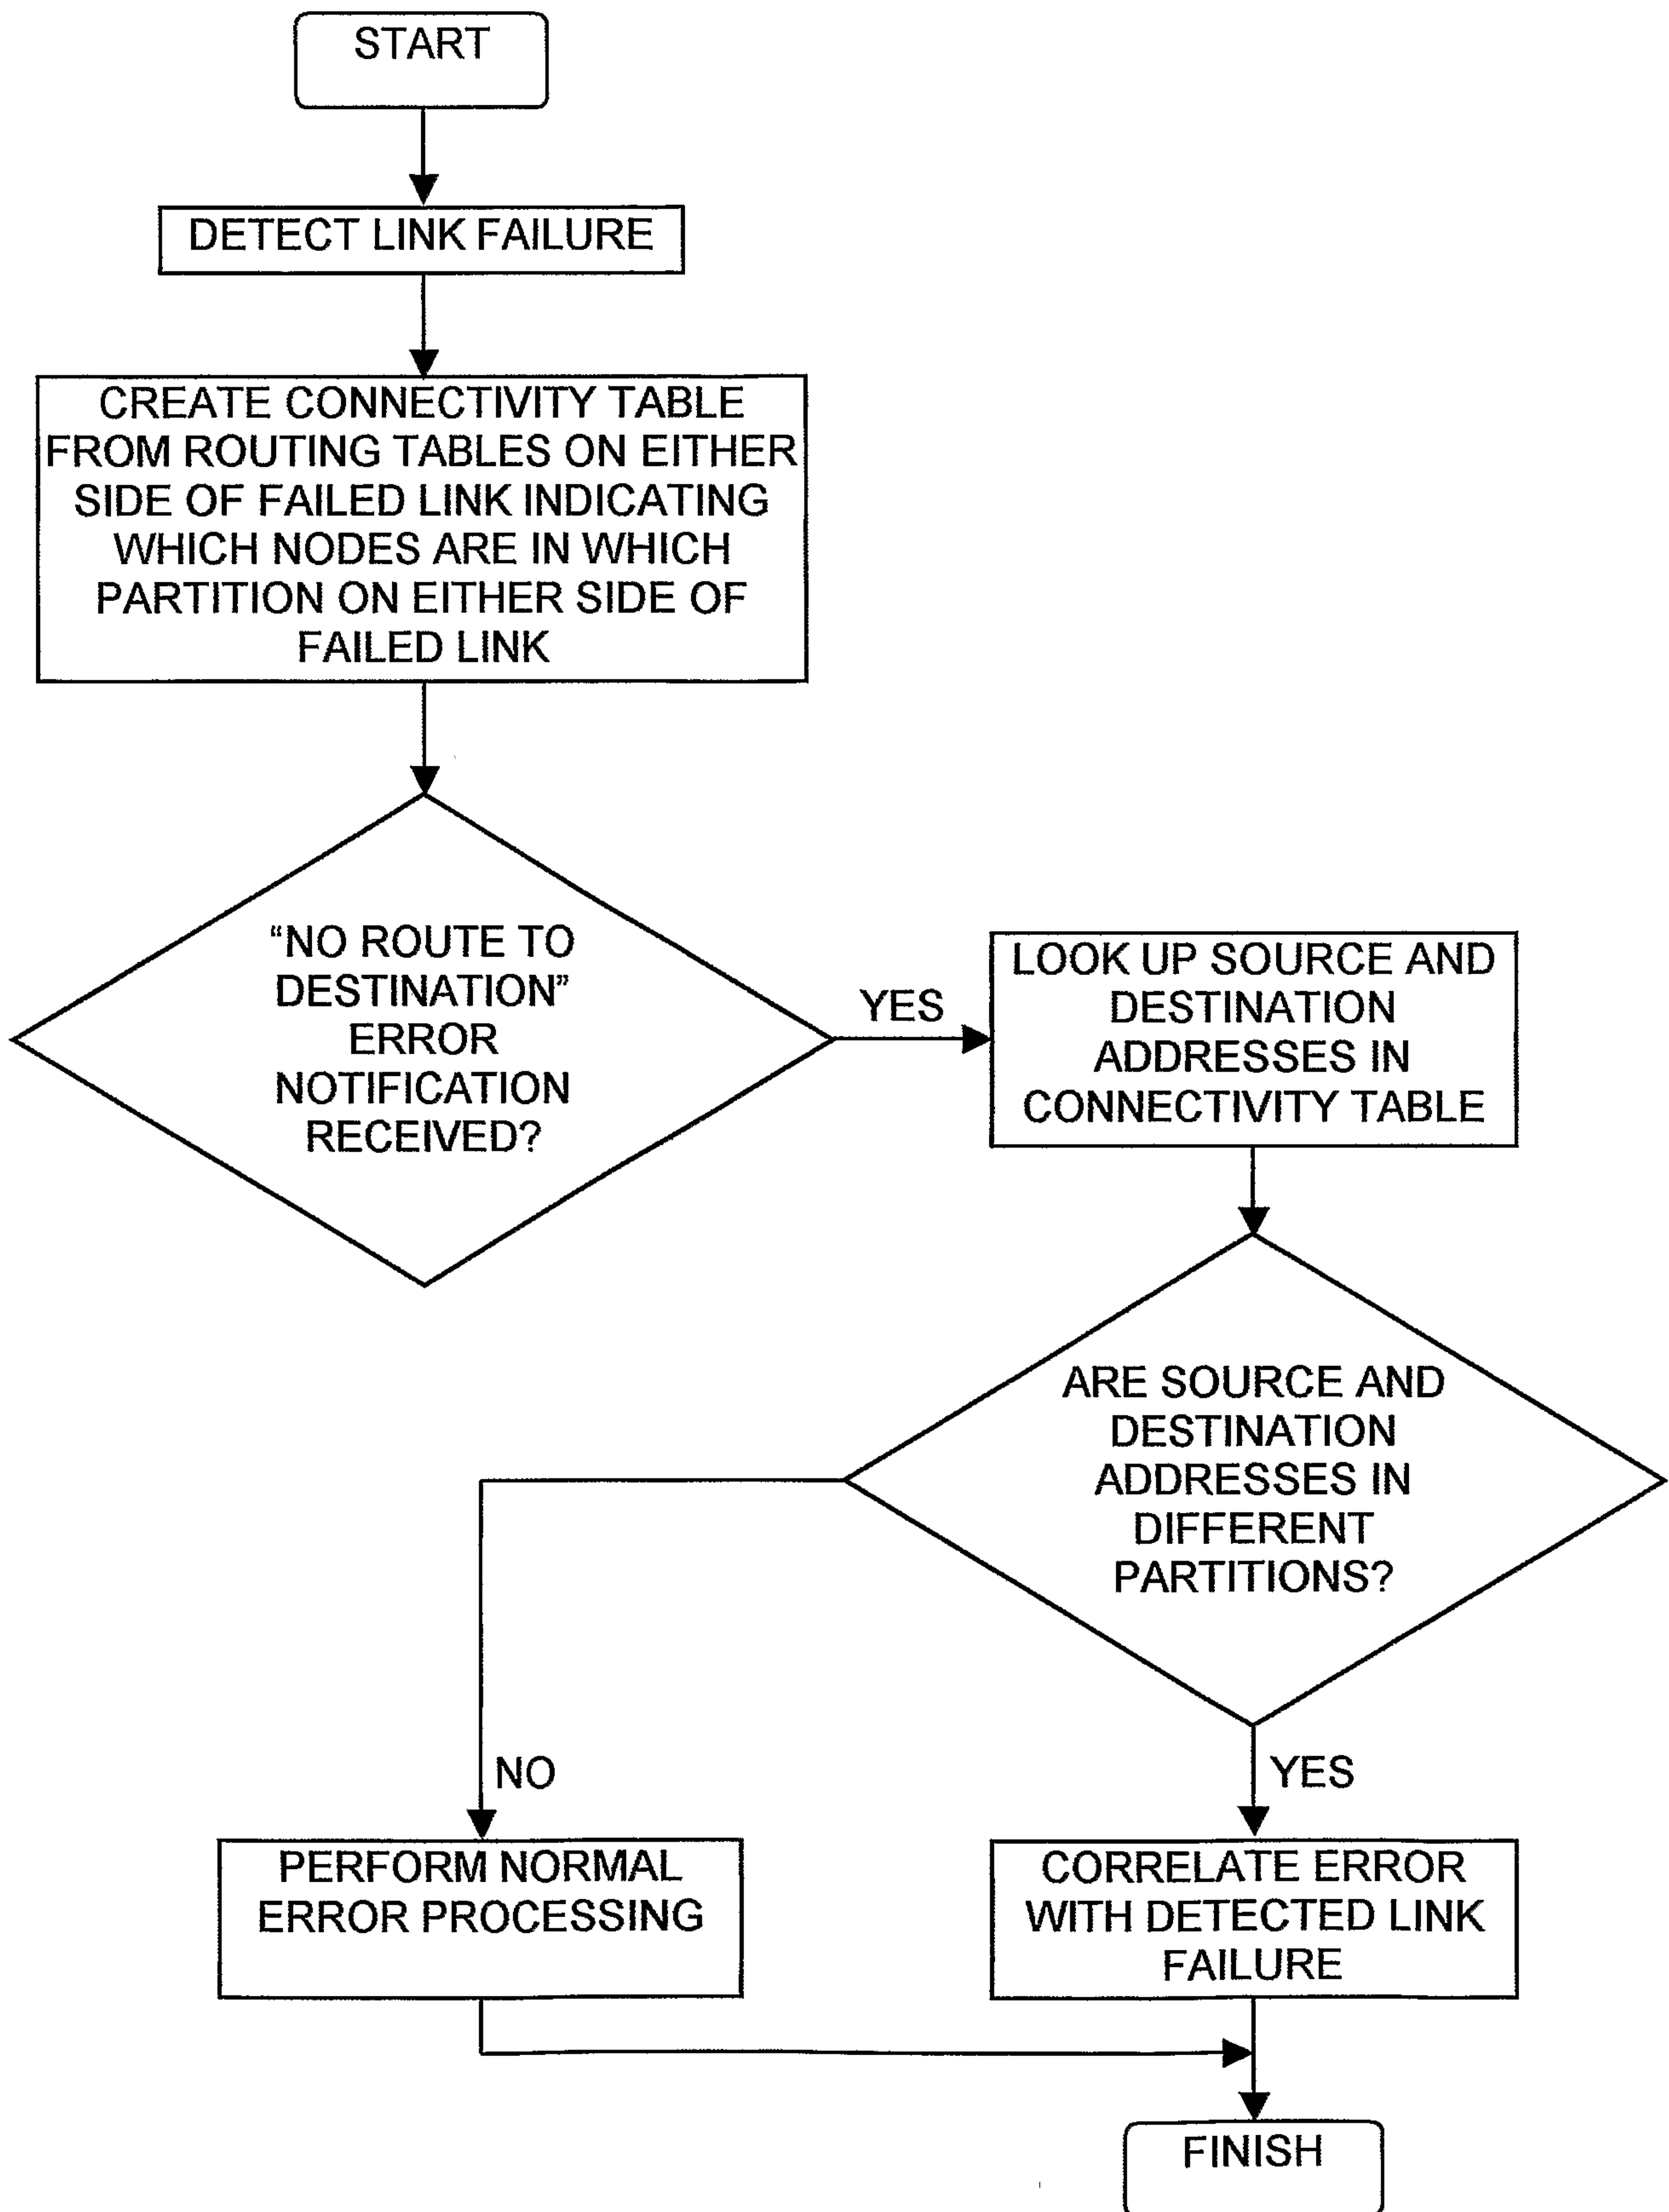 START
DETECT LINK FAILURE
CREATE CONNECTIVITY TABLE
FROM ROUTING TABLES ON EITHER
SIDE OF FAILED LINK INDICATING
WHICH NODES ARE IN WHICH
PARTITION ON EITHER SIDE OF
FAILED LINK
“NO ROUTE TO
DESTINATION”
ERROR
NOTIFICATION
RECEIVED?
YES
LOOK UP SOURCE AND
DESTINATION
ADDRESSES IN
CONNECTIVITY TABLE
ARE SOURCE AND
DESTINATION
ADDRESSES IN
DIFFERENT
PARTITIONS?
NO
YES
PERFORM NORMAL
ERROR PROCESSING
CORRELATE ERROR
WITH DETECTED LINK
FAILURE
FINISH